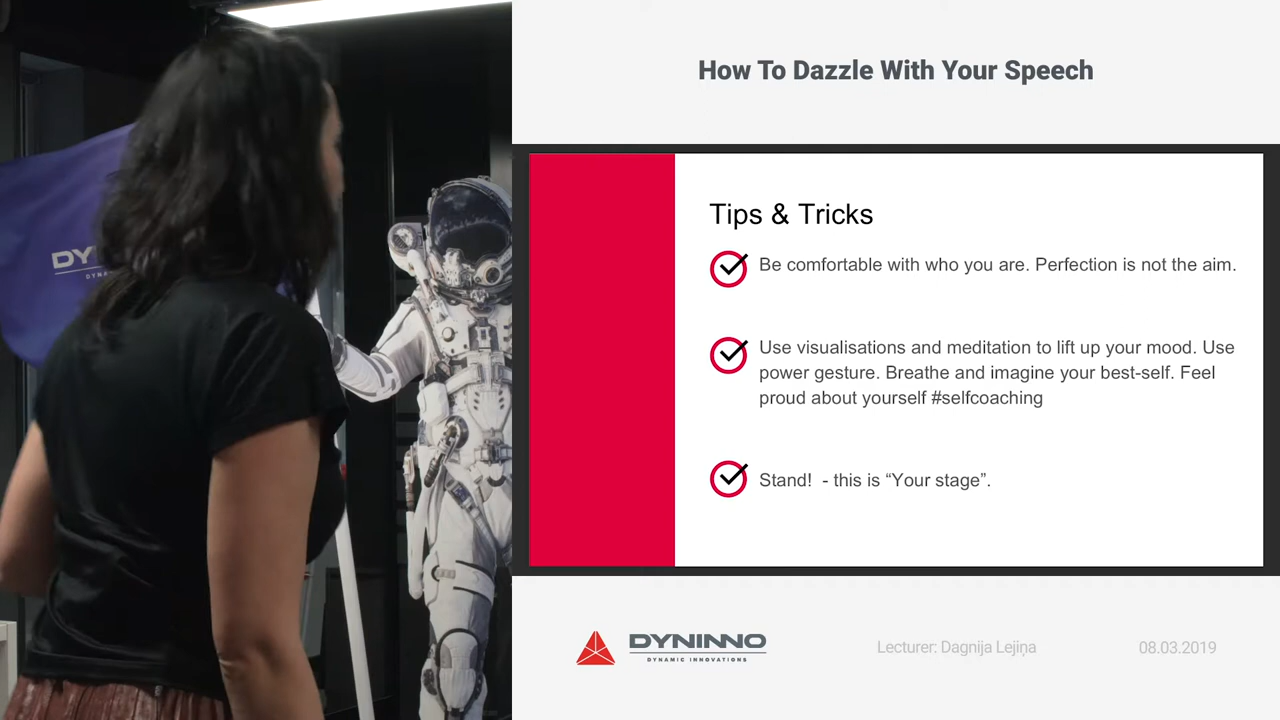 How To Dazzle With Your Speech
Tips & Tricks
Be comfortable with who you are. Perfection is not the aim.
Use visualisations and meditation to lift up your mood. Use
power gesture. Breathe and imagine your best-self. Feel
proud about yourself #selfcoaching
Stand!  - this is “Your stage”.
DYNINNO
DYNAMIC INNOVATIONS
Lecturer: Dagnija Lejiņa
08.03.2019
DY